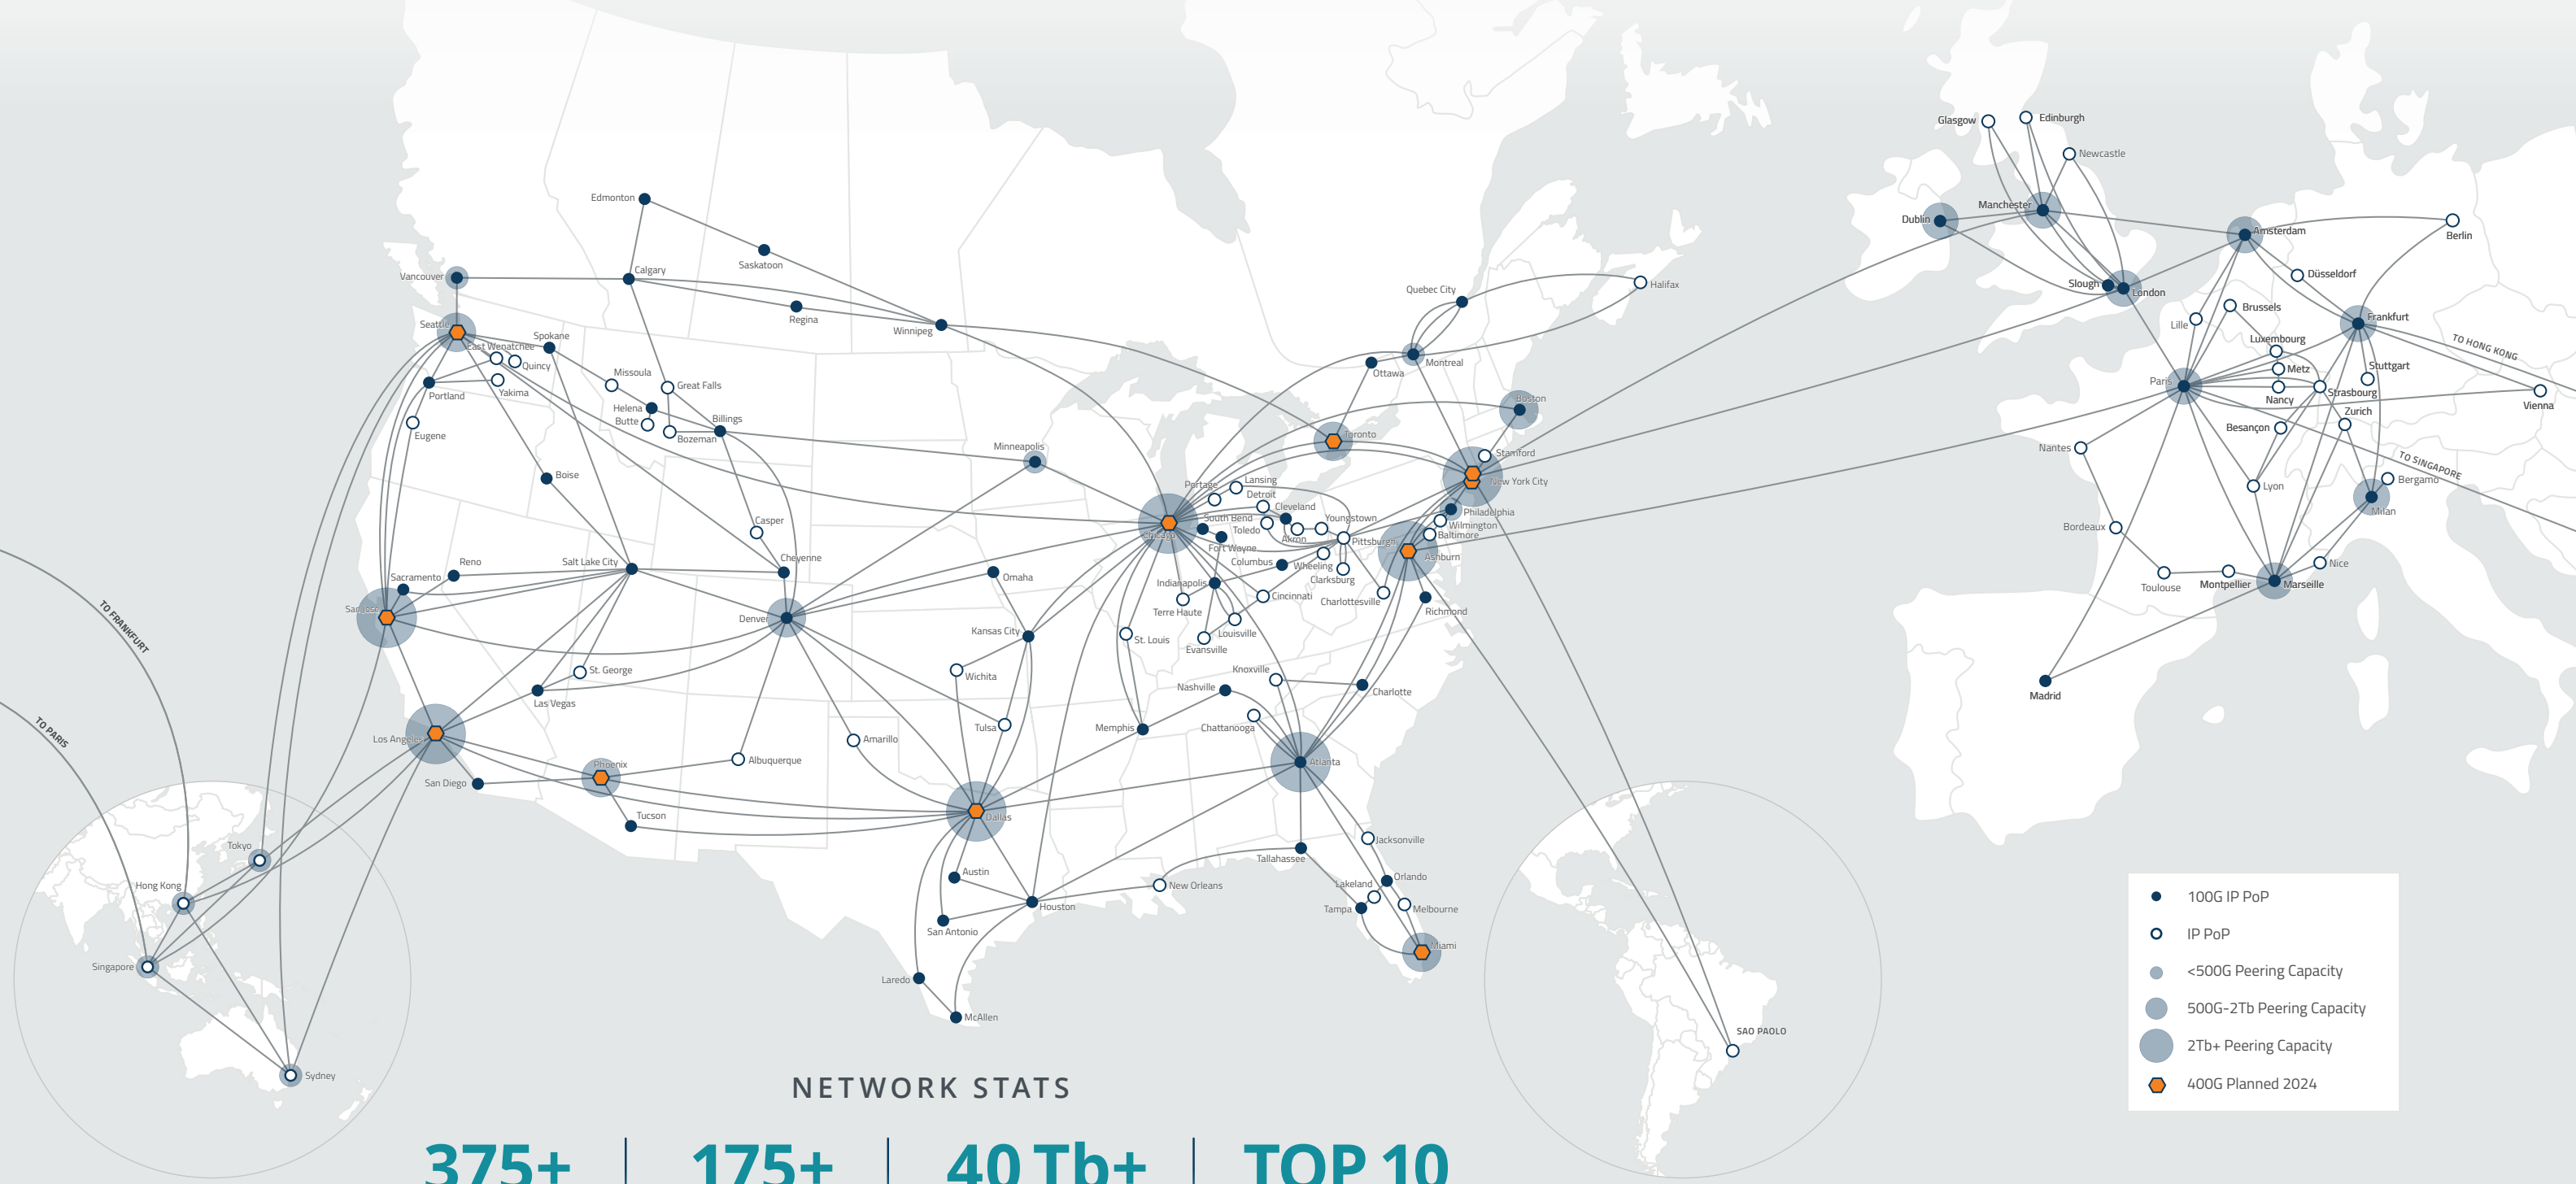 Edmonton
Saskatoon
Calgary
Regina
Winnipeg
Vancouver
Seattle
East Wenatchee
Spokane
Quincy
Yakima
Portland
Eugene
Missoula
Great Falls
Helena
Butte
Bozeman
Billings
Boise
Casper
Cheyenne
Reno
Sacramento
San Jose
Salt Lake City
St. George
Las Vegas
Los Angeles
San Diego
Phoenix
Tucson
Albuquerque
Denver
Amarillo
Minneapolis
Omaha
Kansas City
Wichita
Tulsa
Dallas
Austin
San Antonio
Houston
Laredo
McAllen
New Orleans
Memphis
Nashville
St. Louis
Chicago
Portage
Lansing
Detroit
South Bend
Toledo
Cleveland
Fort Wayne
Akron
Youngstown
Pittsburgh
Columbus
Wheeling
Clarksburg
Indianapolis
Terre Haute
Cincinnati
Louisville
Evansville
Charlottesville
Knoxville
Chattanooga
Charlotte
Atlanta
Tallahassee
Jacksonville
Orlando
Lakeland
Tampa
Melbourne
Miami
Richmond
Ashburn
Baltimore
Wilmington
Philadelphia
New York City
Stamford
Boston
Toronto
Ottawa
Montreal
Quebec City
Halifax
Glasgow
Edinburgh
Newcastle
Manchester
Dublin
Slough
London
Amsterdam
Berlin
Düsseldorf
Brussels
Lille
Frankfurt
Luxembourg
Metz
Nancy
Stuttgart
Strasbourg
Paris
Zurich
Besançon
Vienna
TO HONG KONG
TO SINGAPORE
Nantes
Lyon
Bergamo
Milan
Bordeaux
Toulouse
Montpellier
Marseille
Nice
Madrid
TO FRANKFURT
TO PARIS
Tokyo
Hong Kong
Singapore
Sydney
SAO PAOLO
100G IP PoP
IP PoP
<500G Peering Capacity
500G-2Tb Peering Capacity
2Tb+ Peering Capacity
400G Planned 2024
NETWORK STATS
375+
175+
40 Tb+
TOP 10